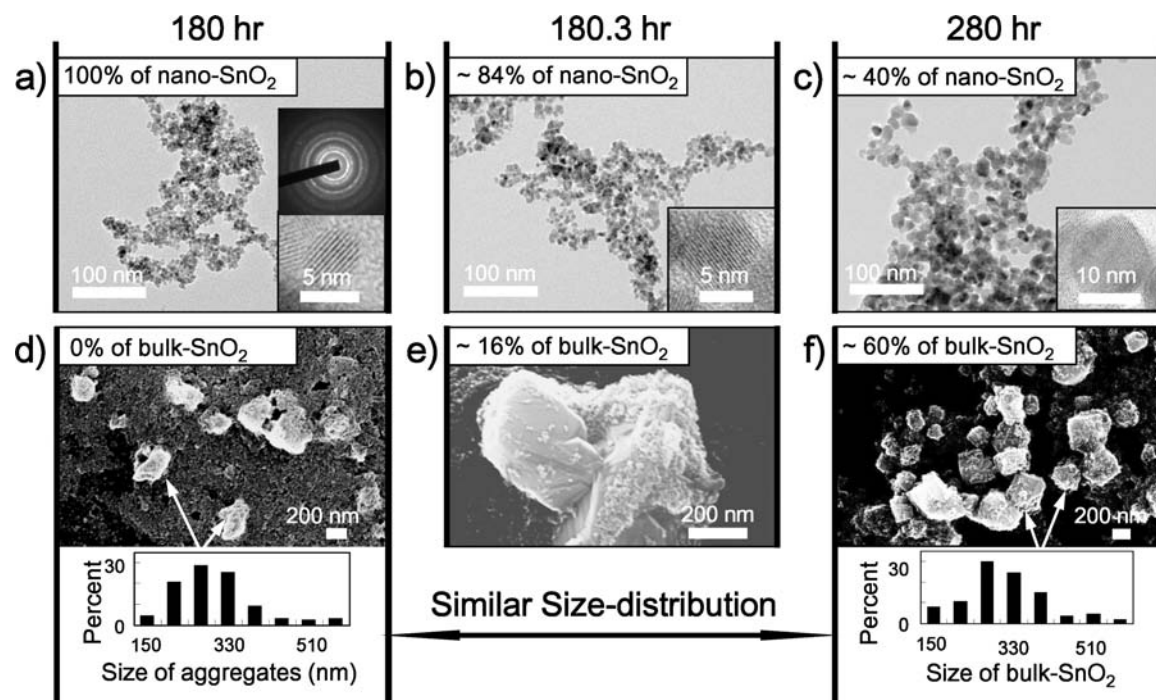 180 hr
180.3 hr
280 hr
a)
100% of nano-SnO₂
100 nm
5 nm
b)
~ 84% of nano-SnO₂
100 nm
5 nm
c)
~ 40% of nano-SnO₂
100 nm
10 nm
d)
0% of bulk-SnO₂
200 nm
e)
~ 16% of bulk-SnO₂
200 nm
f)
~ 60% of bulk-SnO₂
200 nm
Percent
30
0
150
330
510
Size of aggregates (nm)
Similar Size-distribution
Percent
30
0
150
330
510
Size of bulk-SnO₂